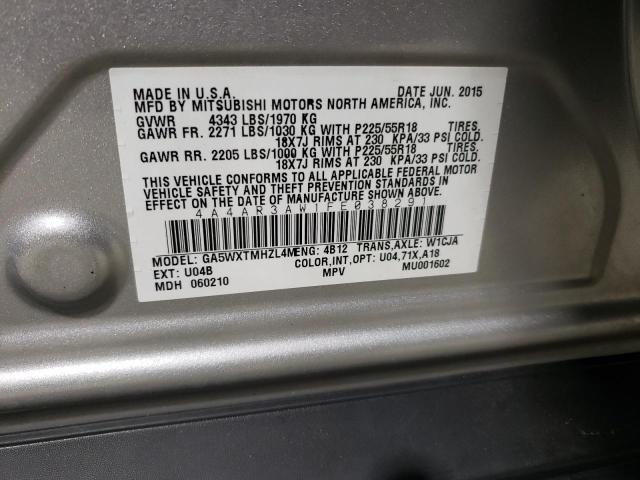 MADE IN U.S.A. DATE JUN. 2015
MFD BY MITSUBISHI MOTORS NORTH AMERICA, INC.
GVWR 4343 LBS/1970 KG
GAWR FR. 2271 LBS/1030 KG WITH P225/55R18 TIRES,
18X7J RIMS AT 230 KPA/33 PSI COLD.
GAWR RR. 2205 LBS/1000 KG WITH P225/55R18 TIRES,
18X7J RIMS AT 230 KPA/33 PSI COLD.
THIS VEHICLE CONFORMS TO ALL APPLICABLE FEDERAL MOTOR
VEHICLE SAFETY AND THEFT PREVENTION STANDARDS IN
EFFECT ON THE DATE OF MANUFACTURE SHOWN ABOVE.
4A4AR3AW1FE038291
MODEL: GA5WXTMHZL4M ENG: 4B12 TRANS,AXLE: W1CJA
EXT: U04B COLOR,INT,OPT: U04,71X,A18
MDH 060210 MPV MU001602